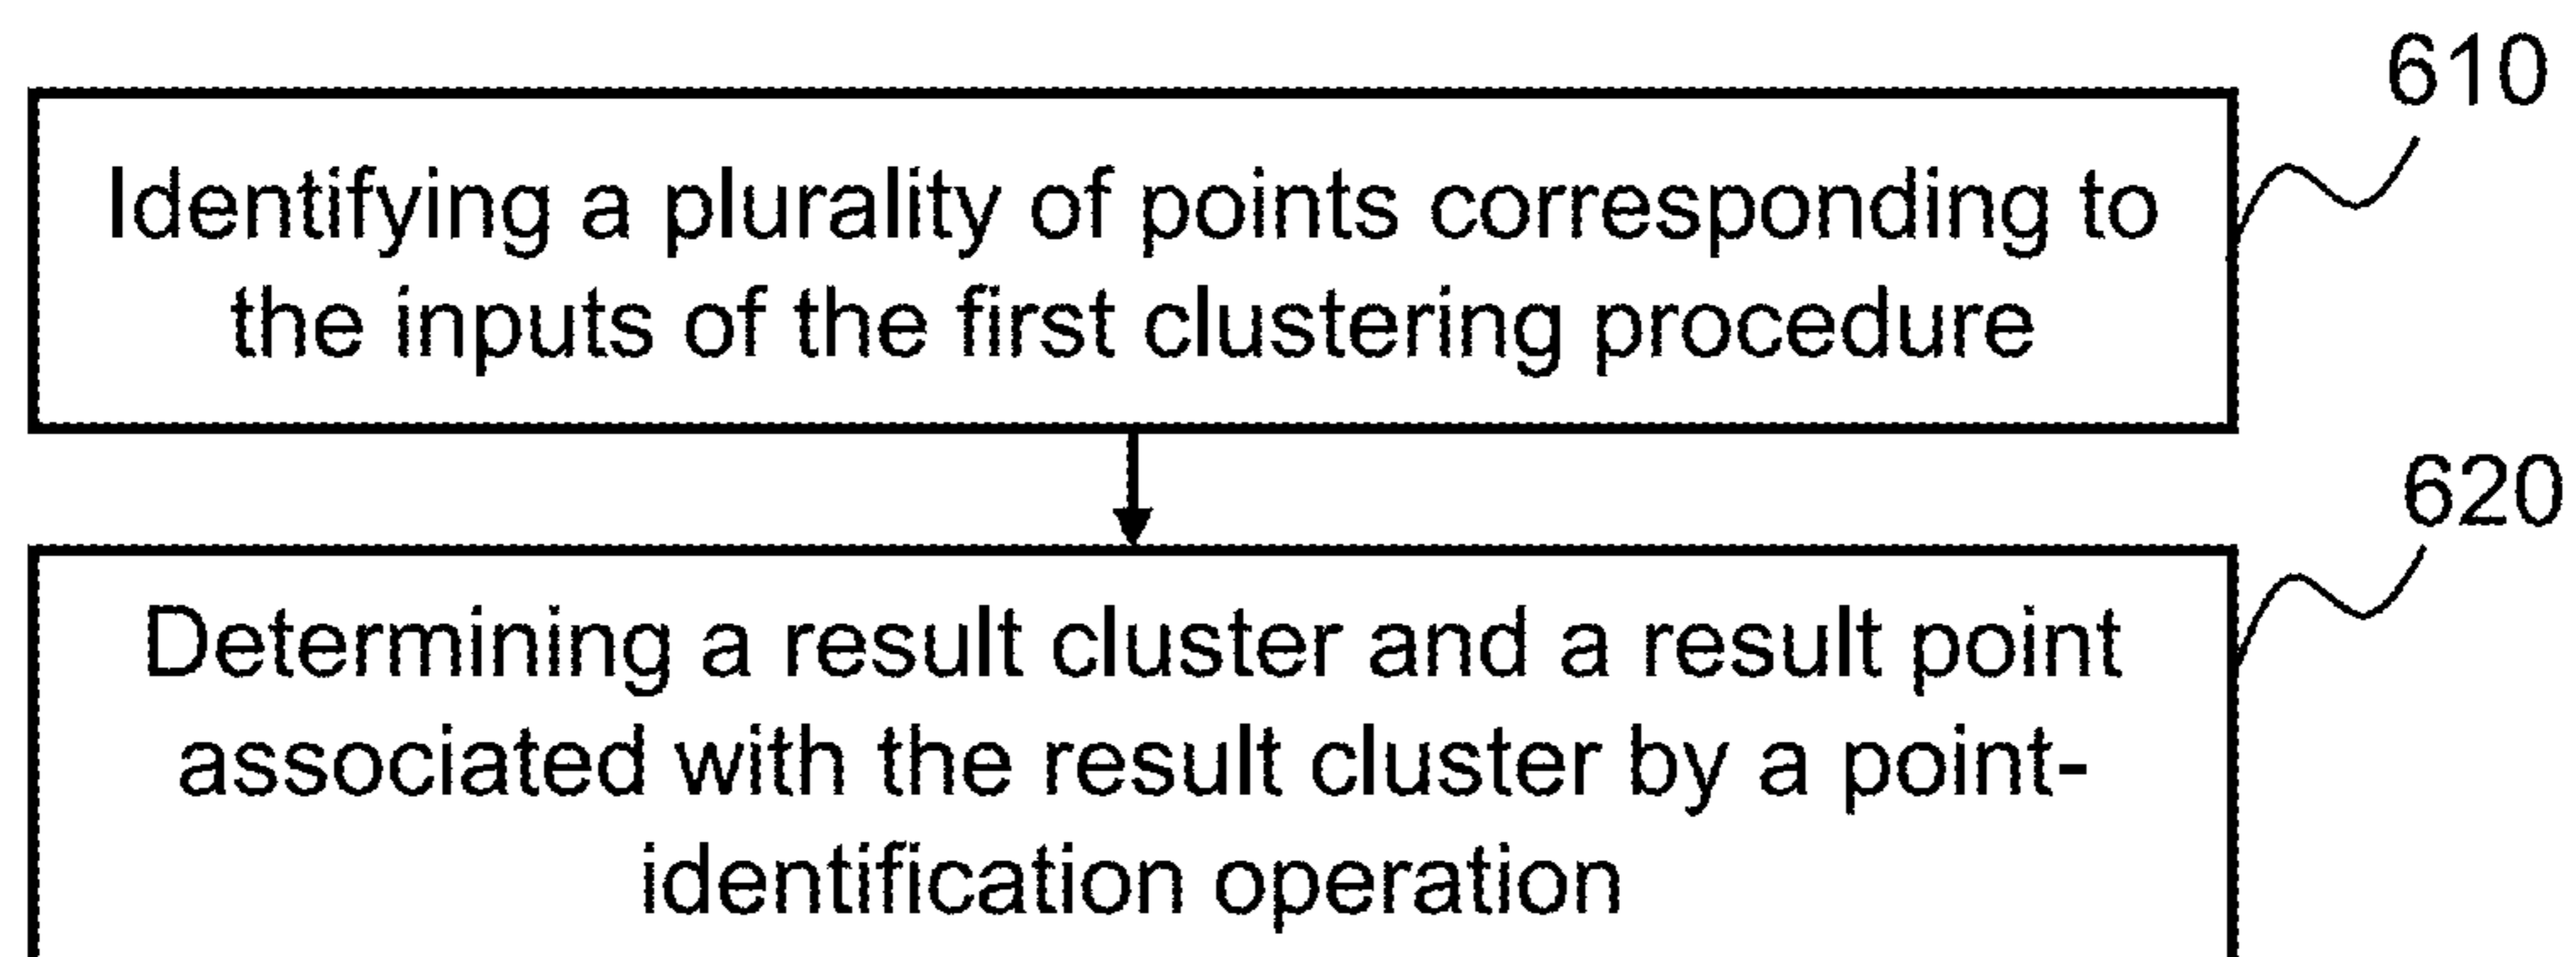 610
Identifying a plurality of points corresponding to
the inputs of the first clustering procedure
620
Determining a result cluster and a result point
associated with the result cluster by a point-
identification operation